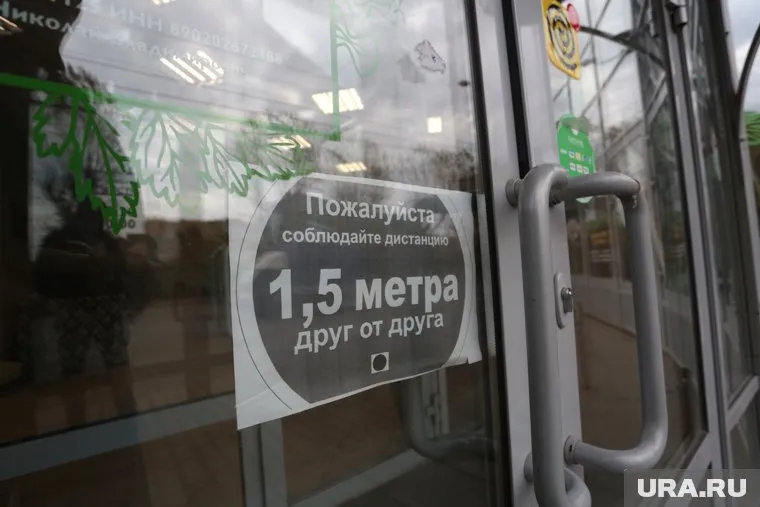 Пожалуйста
соблюдайте дистанцию
1,5 метра
друг от друга
URA.RU